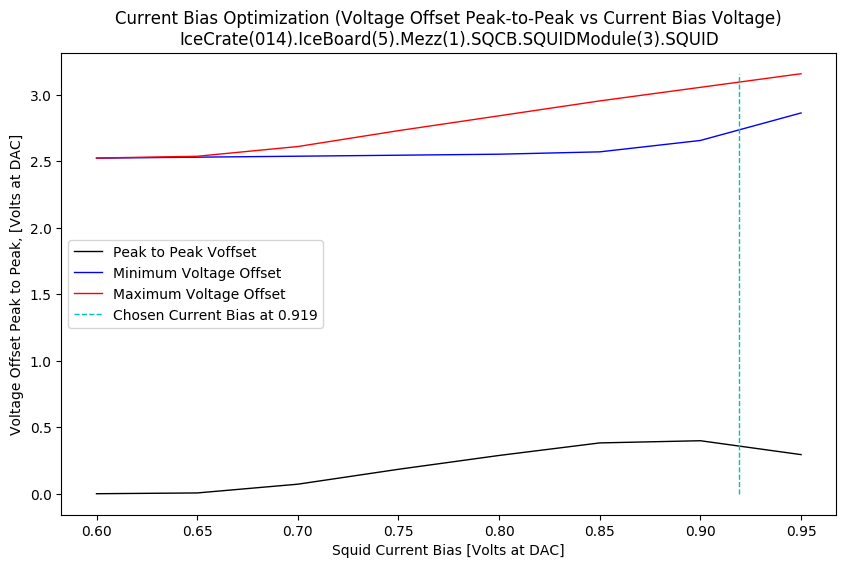 Current Bias Optimization (Voltage Offset Peak-to-Peak vs Current Bias Voltage)
IceCrate(014).IceBoard(5).Mezz(1).SQCB.SQUIDModule(3).SQUID
Voltage Offset Peak to Peak, [Volts at DAC]
3.0
2.5
2.0
1.5
1.0
0.5
0.0
Peak to Peak Voffset
Minimum Voltage Offset
Maximum Voltage Offset
Chosen Current Bias at 0.919
0.60 0.65 0.70 0.75 0.80 0.85 0.90 0.95
Squid Current Bias [Volts at DAC]